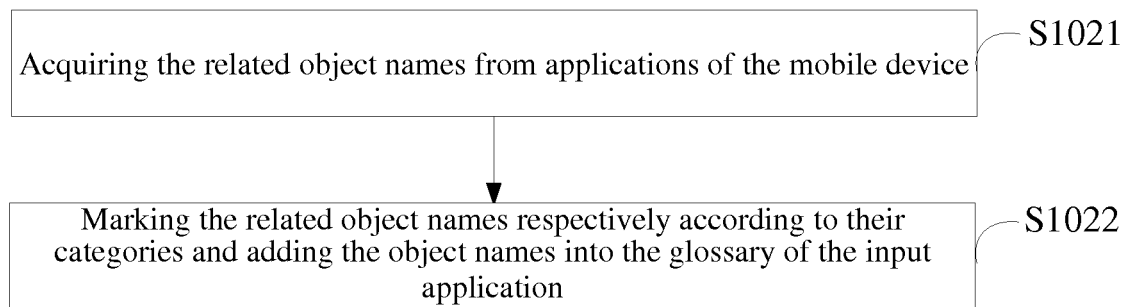 S1021
Acquiring the related object names from applications of the mobile device
S1022
Marking the related object names respectively according to their
categories and adding the object names into the glossary of the input
application